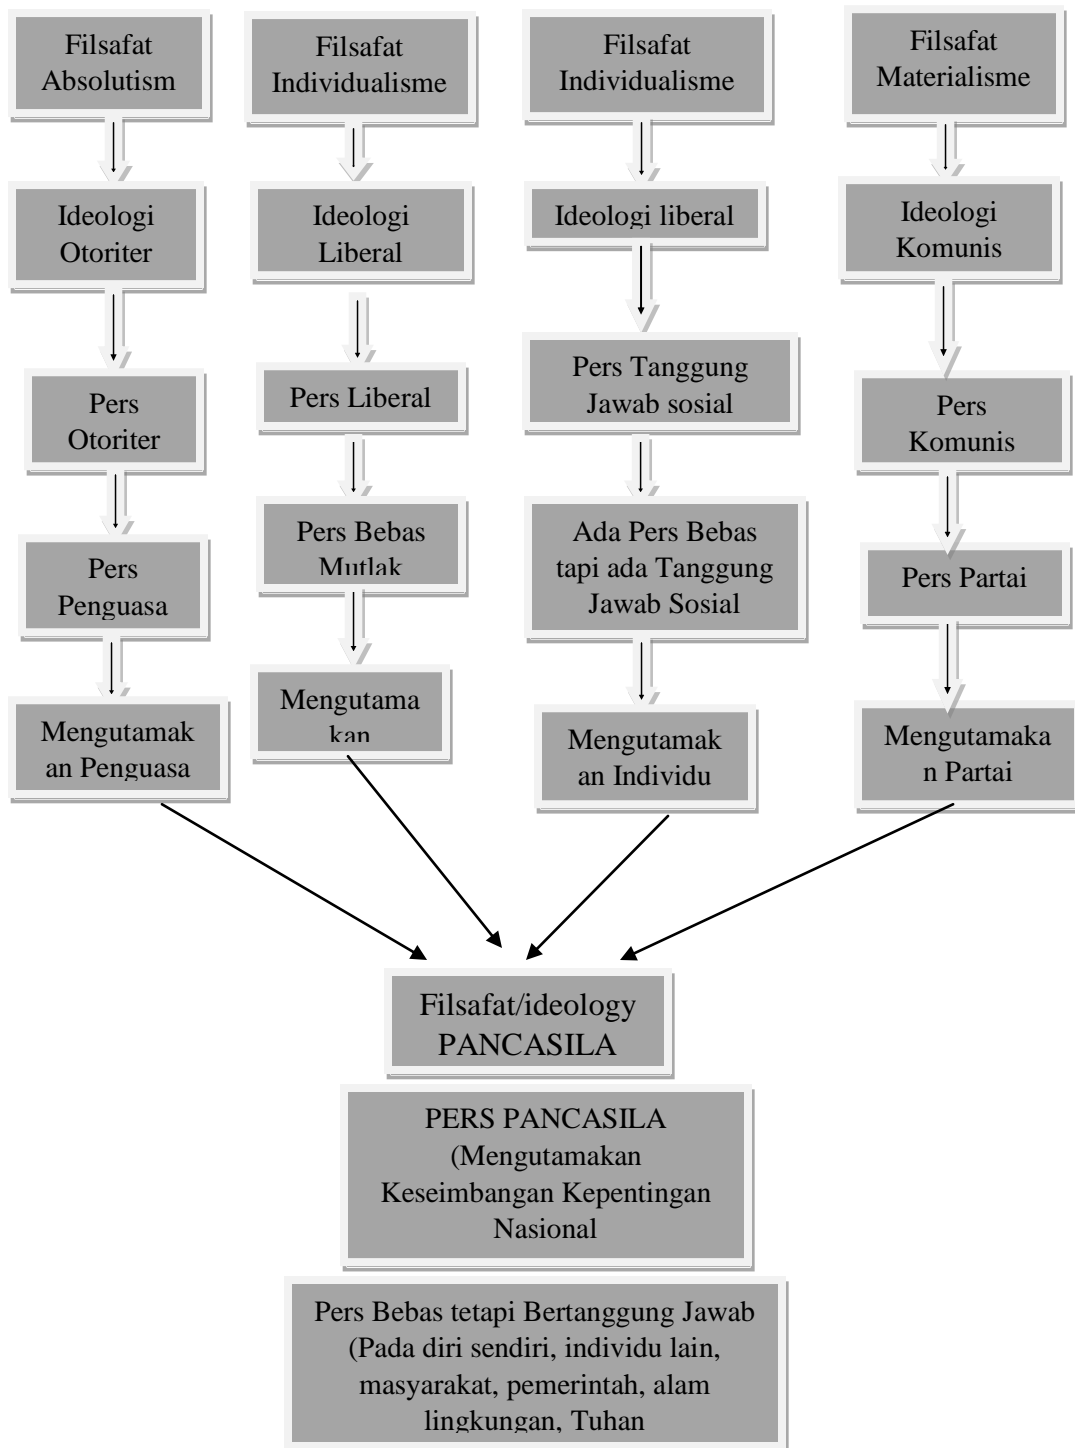 Filsafat
Absolutism
Filsafat
Individualisme
Filsafat
Individualisme
Filsafat
Materialisme
Ideologi
Otoriter
Ideologi
Liberal
Ideologi liberal
Ideologi
Komunis
Pers
Otoriter
Pers Liberal
Pers Tanggung
Jawab sosial
Pers
Komunis
Pers
Penguasa
Pers Bebas
Mutlak
Ada Pers Bebas
tapi ada Tanggung
Jawab Sosial
Pers Partai
Mengutamak
an Penguasa
Mengutama
kan
Mengutamak
an Individu
Mengutamaka
n Partai
Filsafat/ideology
PANCASILA
PERS PANCASILA
(Mengutamakan
Keseimbangan Kepentingan
Nasional
Pers Bebas tetapi Bertanggung Jawab
(Pada diri sendiri, individu lain,
masyarakat, pemerintah, alam
lingkungan, Tuhan